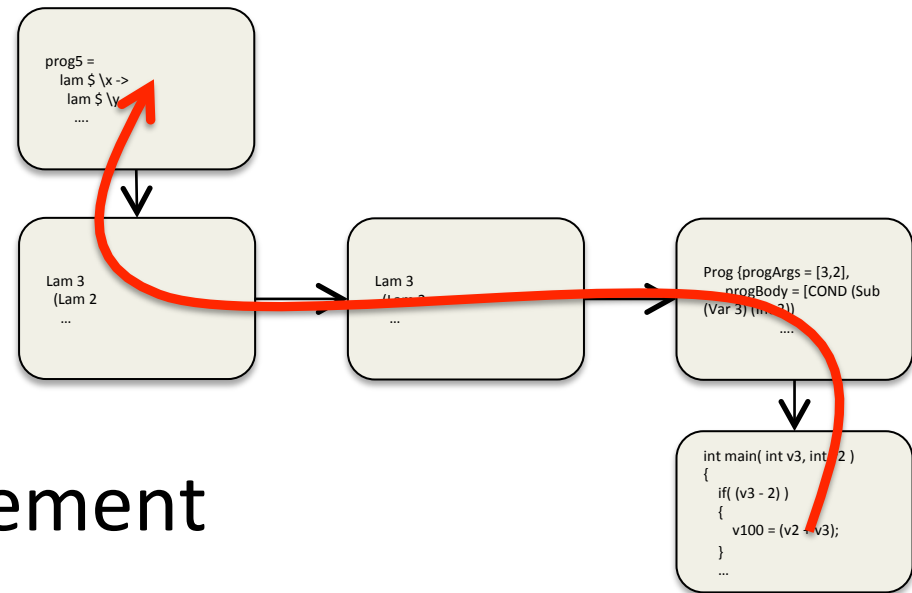 prog5 =
lam $ \x ->
lam $ \y
....
Lam 3
(Lam 2
...
Lam 3
...
Prog {progArgs = [3,2],
progBody = [COND (Sub
(Var 3)
....
int main( int v3, int
{
if( (v3 - 2) )
{
v100 = (v2 + v3);
}
...
ement